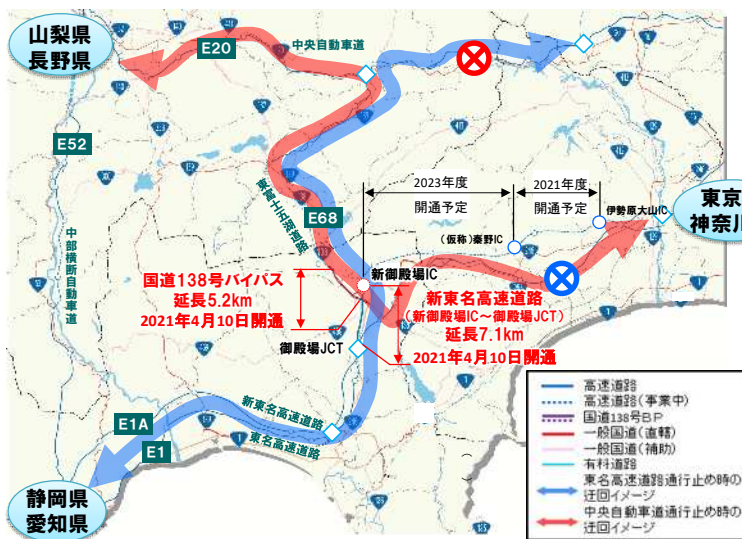 山梨県
長野県
E20
中央自動車道
E52
中部横断自動車道
東富士五湖道路
E68
2023年度
開通予定
2021年度
開通予定
伊勢原大山IC
(仮称)秦野IC
東京
神奈川
新御殿場IC
国道138号バイパス
延長5.2km
2021年4月10日開通
新東名高速道路
(新御殿場IC~御殿場JCT)
延長7.1km
2021年4月10日開通
御殿場JCT
新東名高速道路
東名高速道路
E1A
E1
静岡県
愛知県
高速道路
高速道路(事業中)
国道138号BP
一般国道(直轄)
一般国道(補助)
有料道路
東名高速道路通行止め時の
迂回イメージ
中央自動車道通行止め時の
迂回イメージ